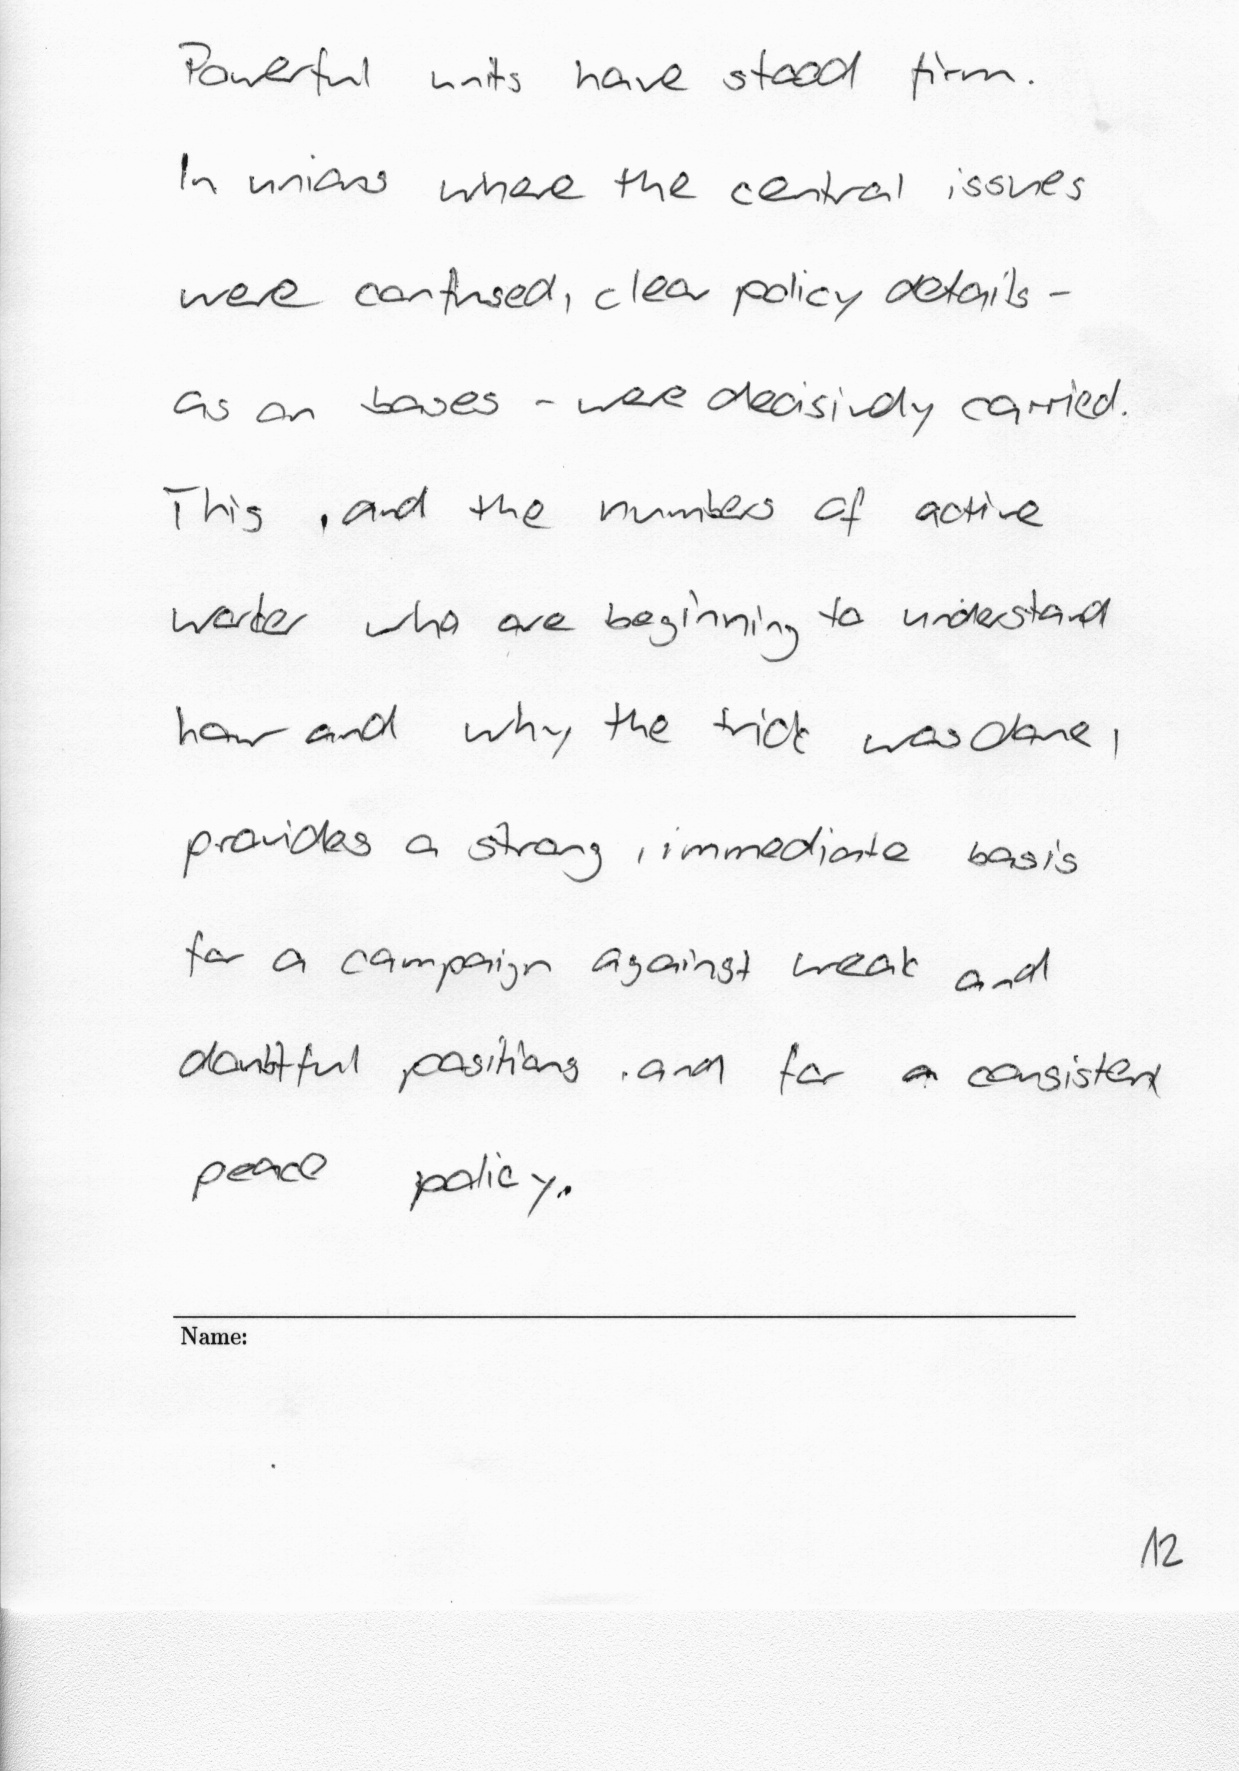 Powerful units have stood firm.
In unions where the central issues
were confused, clear policy details -
as on bases - were decisively carried.
This, and the numbers of active
worker who are beginning to understand
how and why the trick was done,
provides a strong, immediate basis
for a campaign against weak and
doubtful positions, and for a consistent
peace policy.
Name:
12